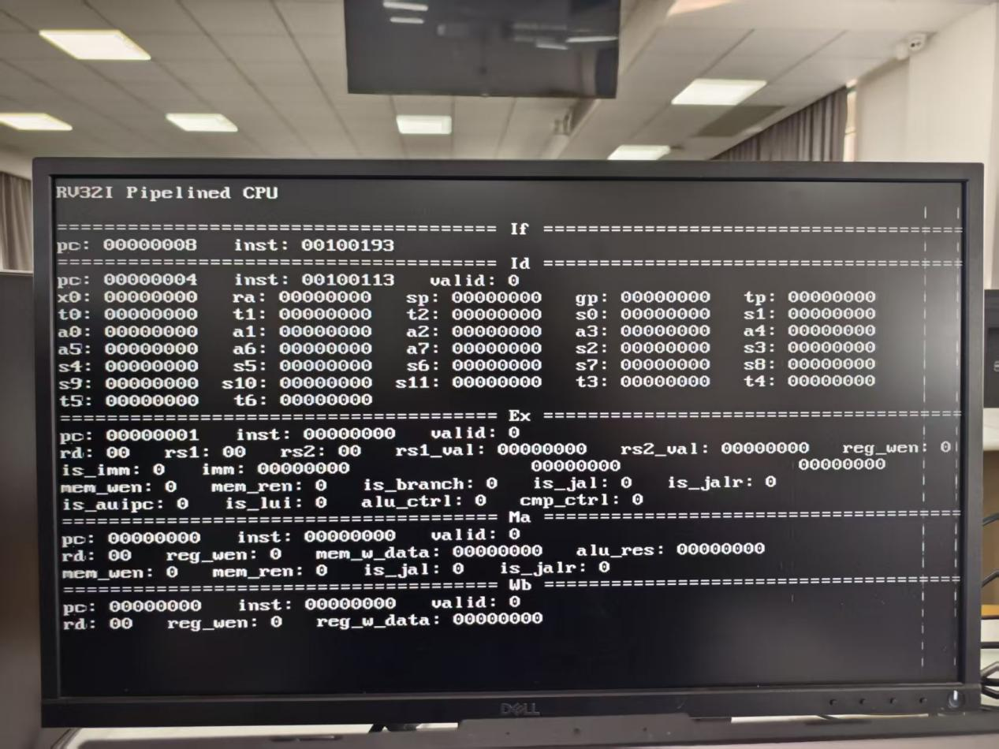 RV32I Pipelined CPU
================================ If ================================
pc: 00000008 inst: 00100193
================================ Id ================================
pc: 00000004 inst: 00100113 valid: 0
x0: 00000000 ra: 00000000 sp: 00000000 gp: 00000000 tp: 00000000
t0: 00000000 t1: 00000000 t2: 00000000 s0: 00000000 s1: 00000000
a0: 00000000 a1: 00000000 a2: 00000000 a3: 00000000 a4: 00000000
a5: 00000000 a6: 00000000 a7: 00000000 s2: 00000000 s3: 00000000
s4: 00000000 s5: 00000000 s6: 00000000 s7: 00000000 s8: 00000000
s9: 00000000 s10: 00000000 s11: 00000000 t3: 00000000 t4: 00000000
t5: 00000000 t6: 00000000
================================ Ex ================================
pc: 00000001 inst: 00000000 valid: 0
rd: 00 rs1: 00 rs2: 00 rs1_val: 00000000 rs2_val: 00000000 reg_wen: 0
is_imm: 0 imm: 00000000 00000000 00000000
mem_wen: 0 mem_ren: 0 is_branch: 0 is_jal: 0 is_jalr: 0
is_auipc: 0 is_lui: 0 alu_ctrl: 0 cmp_ctrl: 0
================================ Ma ================================
pc: 00000000 inst: 00000000 valid: 0
rd: 00 reg_wen: 0 mem_w_data: 00000000 alu_res: 00000000
mem_wen: 0 mem_ren: 0 is_jal: 0 is_jalr: 0
================================ Wb ================================
pc: 00000000 inst: 00000000 valid: 0
rd: 00 reg_wen: 0 reg_w_data: 00000000
DELL